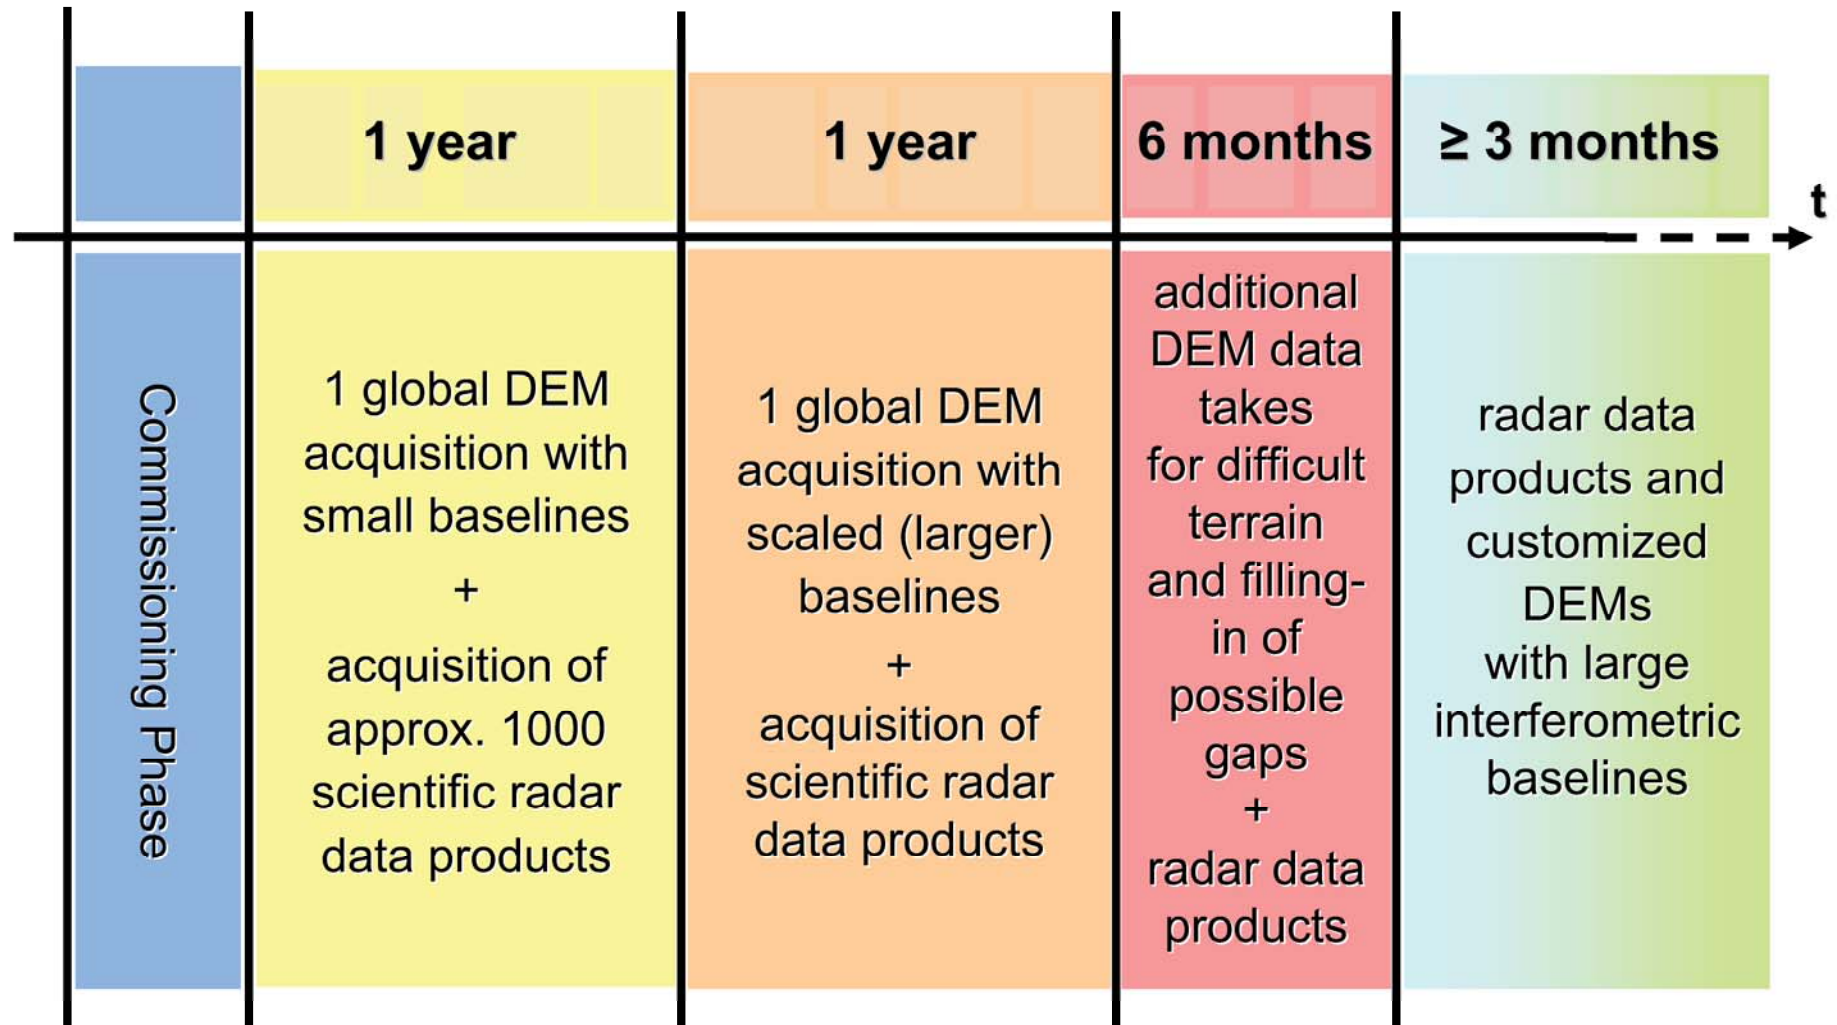 1 year
1 year
6 months
≥ 3 months
t
Commissioning Phase
1 global DEM
acquisition with
small baselines
+
acquisition of
approx. 1000
scientific radar
data products
1 global DEM
acquisition with
scaled (larger)
baselines
+
acquisition of
scientific radar
data products
additional
DEM data
takes
for difficult
terrain
and filling-
in of
possible
gaps
+
radar data
products
radar data
products and
customized
DEMs
with large
interferometric
baselines